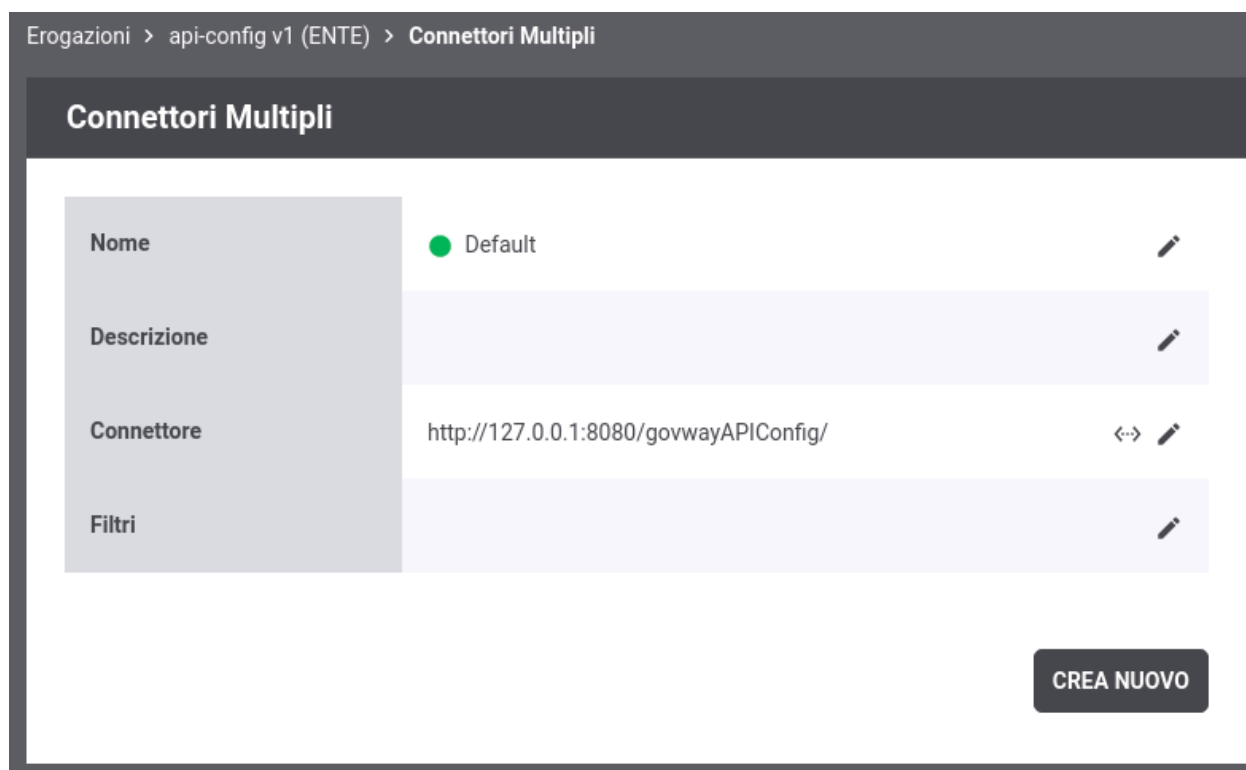 Erogazioni > api-config v1 (ENTE) > Connettori Multipli
Connettori Multipli
Nome Default
Descrizione
Connettore http://127.0.0.1:8080/govwayAPIConfig/
Filtri
CREA NUOVO